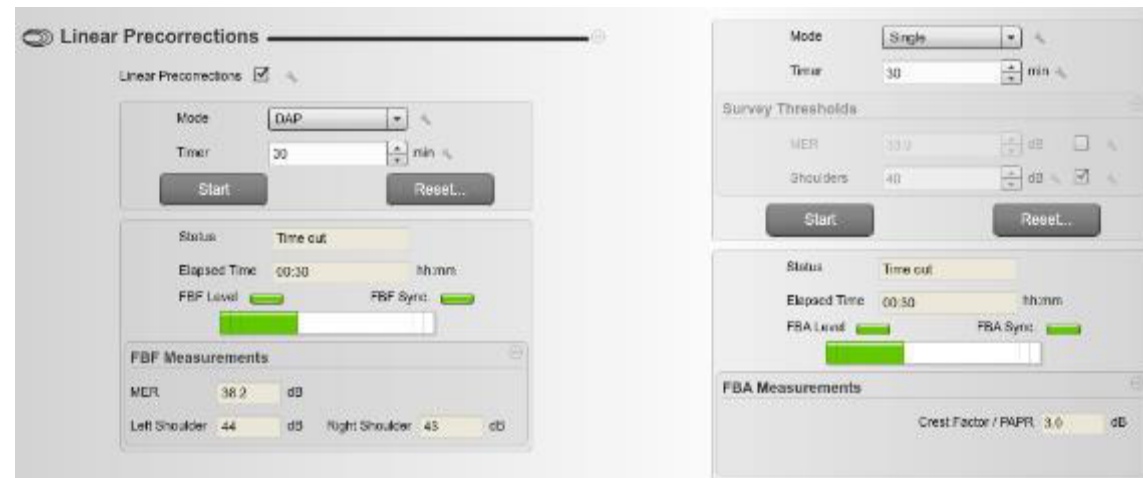 Linear Precorrections
Linear Precorrections
Mode DAP
Timer 30 min
Start Reset...
Status Time out
Elapsed Time 00:30 hh:mm
FBF Level FBF Sync.
FBF Measurements
MER 38.2 dB
Left Shoulder 44 dB Right Shoulder 43 dB
Mode Single
Timer 30 min
Survey Thresholds
MER dB
Shoulders 40 dB
Start Reset...
Status Time out
Elapsed Time 00:30 hh:mm
FBA Level FBA Sync.
FBA Measurements
Crest Factor / PAPR 3.0 dB